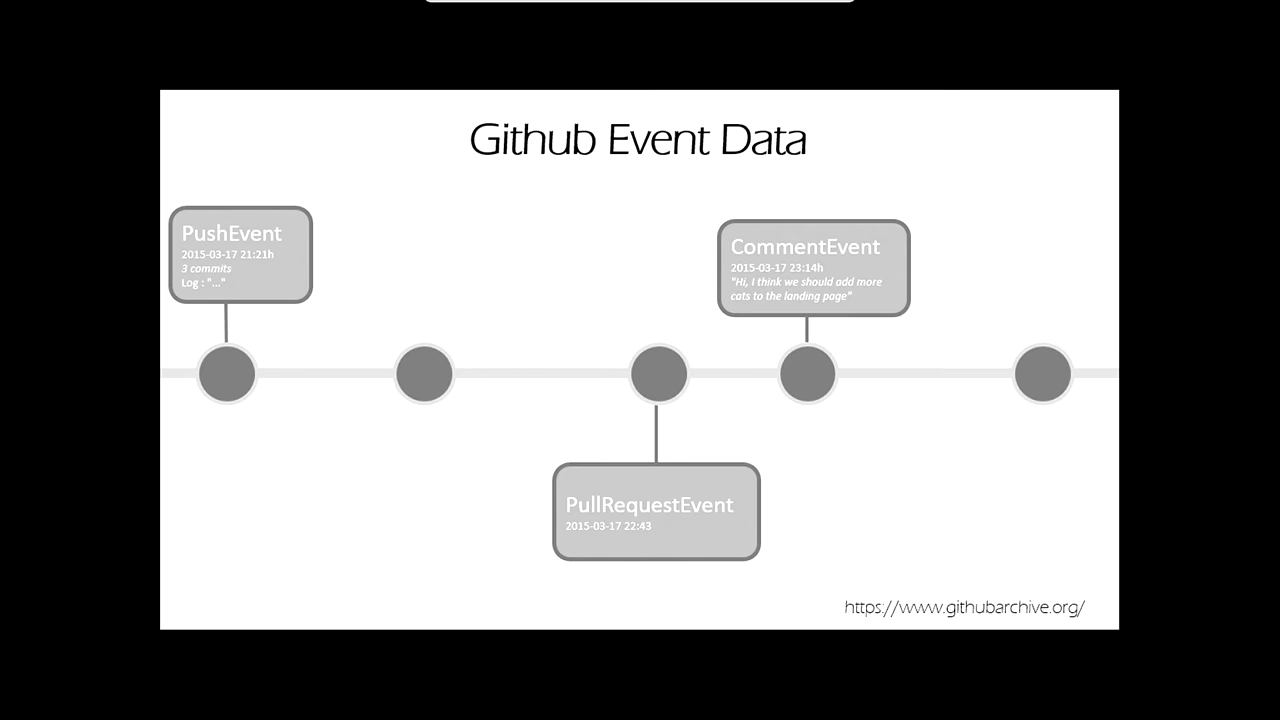 Github Event Data
PushEvent
2015-03-17 21:21h
3 commits
Log : "..."
CommentEvent
2015-03-17 23:14h
"Hi, I think we should add more
cats to the landing page"
PullRequestEvent
2015-03-17 22:43
https://www.githubarchive.org/